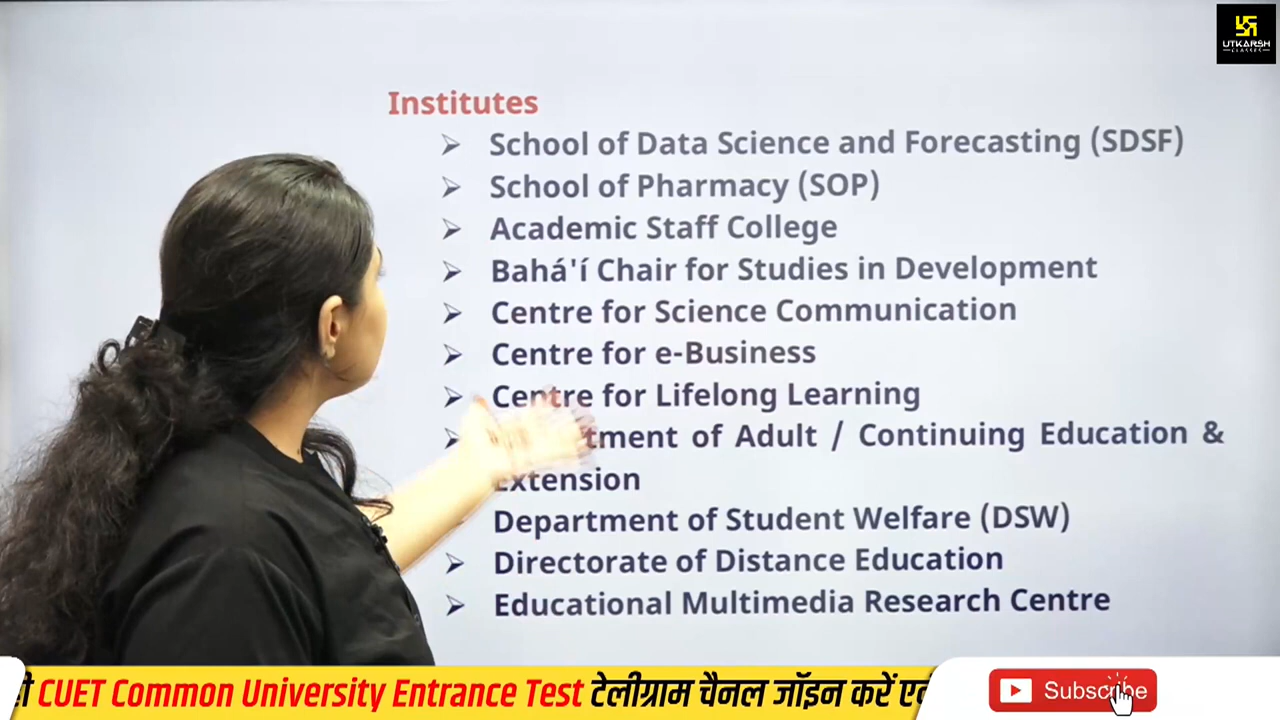 UTKARSH
CLASSES
Institutes
School of Data Science and Forecasting (SDSF)
School of Pharmacy (SOP)
Academic Staff College
Bahá'í Chair for Studies in Development
Centre for Science Communication
Centre for e-Business
Centre for Lifelong Learning
of Adult / Continuing Education &
Extension
Department of Student Welfare (DSW)
Directorate of Distance Education
Educational Multimedia Research Centre
CUET Common University Entrance Test टेलीग्राम चैनल जॉइन करें
Subscribe